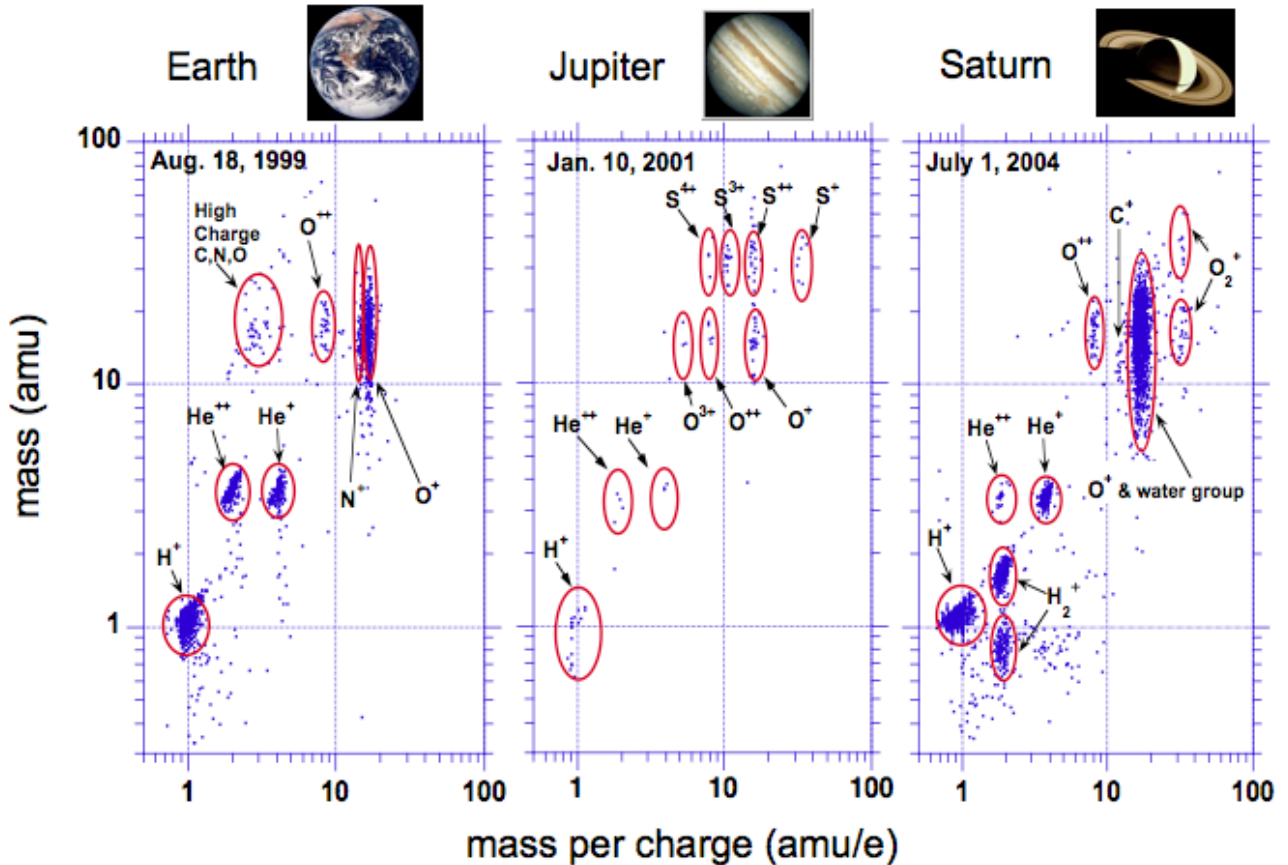 Earth
Jupiter
Saturn
mass (amu)
100
10
1
Aug. 18, 1999
High
Charge
C,N,O
O⁺⁺
He⁺⁺
He⁺
N⁺
O⁺
H⁺
1
10
100
Jan. 10, 2001
S⁴⁺
S³⁺
S⁺⁺
S⁺
O³⁺
O⁺⁺
O⁺
He⁺⁺
He⁺
H⁺
1
10
100
July 1, 2004
C⁺
O⁺⁺
O₂⁺
He⁺⁺
He⁺
O⁺ & water group
H⁺
H₂⁺
1
10
100
mass per charge (amu/e)